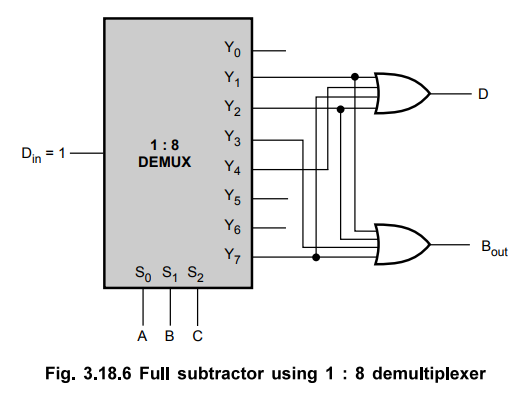 Y0
Y1
D
Y2
Y3
1 : 8
Din = 1
DEMUX
Y4
Y5
Y6
Bout
Y7
S0 S1 S2
A B C
Fig. 3.18.6 Full subtractor using 1 : 8 demultiplexer